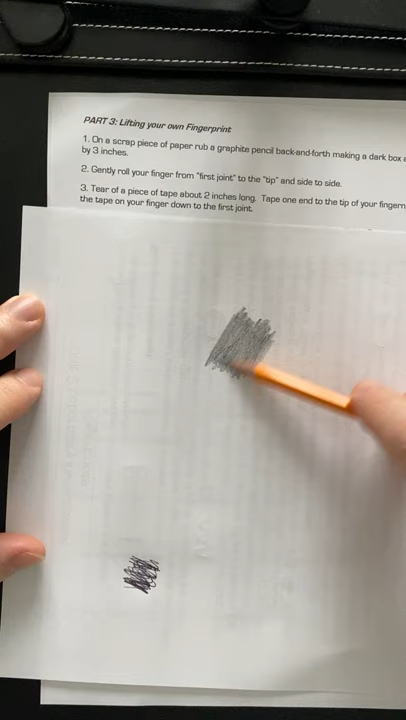 PART 3: Lifting your own Fingerprint
1. On a scrap piece of paper rub a graphite pencil back-and-forth making a dark box
by 3 inches.
2. Gently roll your finger from "first joint" to the "tip" and side to side.
3. Tear of a piece of tape about 2 inches long. Tape one end to the tip of your
the tape on your finger down to the first joint.